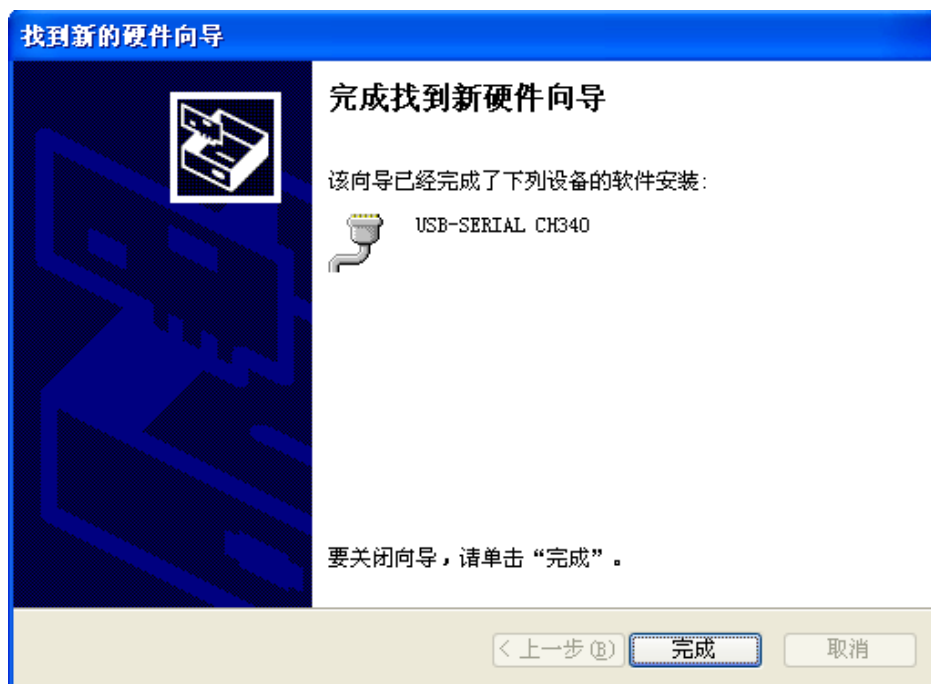 找到新的硬件向导
完成找到新硬件向导
该向导已经完成了下列设备的软件安装:
USB-SERIAL CH340
要关闭向导，请单击“完成”。
< 上一步(B)
完成
取消